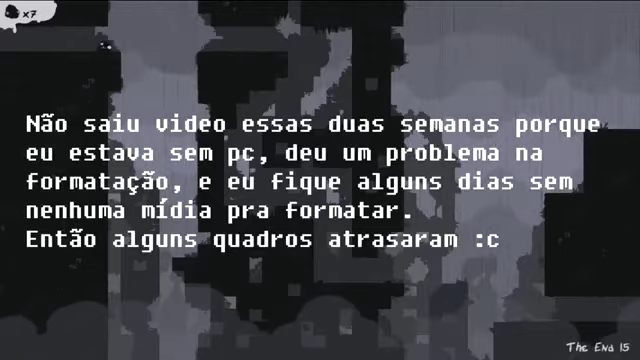 x7
Não saiu video essas duas semanas porque
eu estava sem pc, deu um problema na
formatação, e eu fique alguns dias sem
nenhuma mídia pra formatar.
Então alguns quadros atrasaram :c
The End 15